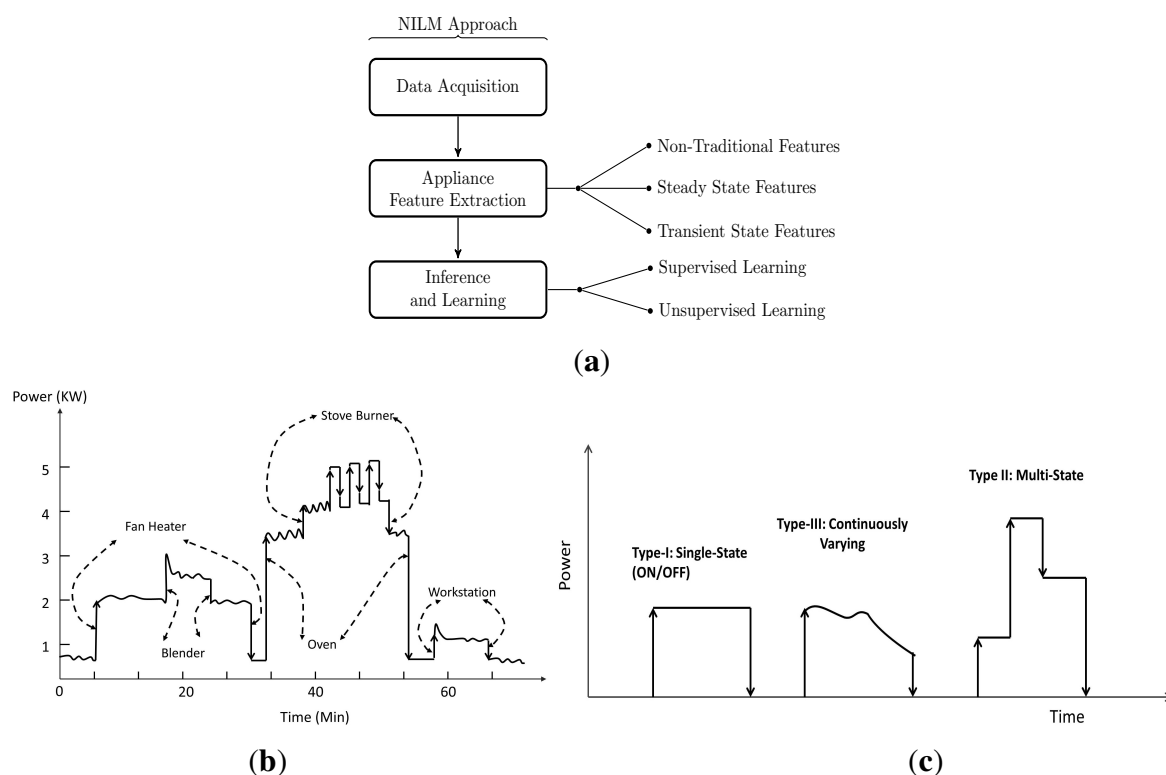 NILM Approach
Data Acquisition
Appliance
Feature Extraction
Non-Traditional Features
Steady State Features
Transient State Features
Inference
and Learning
Supervised Learning
Unsupervised Learning
(a)
Power (KW)
5
4
3
2
1
0
20
40
60
Time (Min)
Stove Burner
Fan Heater
Blender
Oven
Workstation
(b)
Power
Type-I: Single-State
(ON/OFF)
Type-III: Continuously
Varying
Type II: Multi-State
Time
(c)